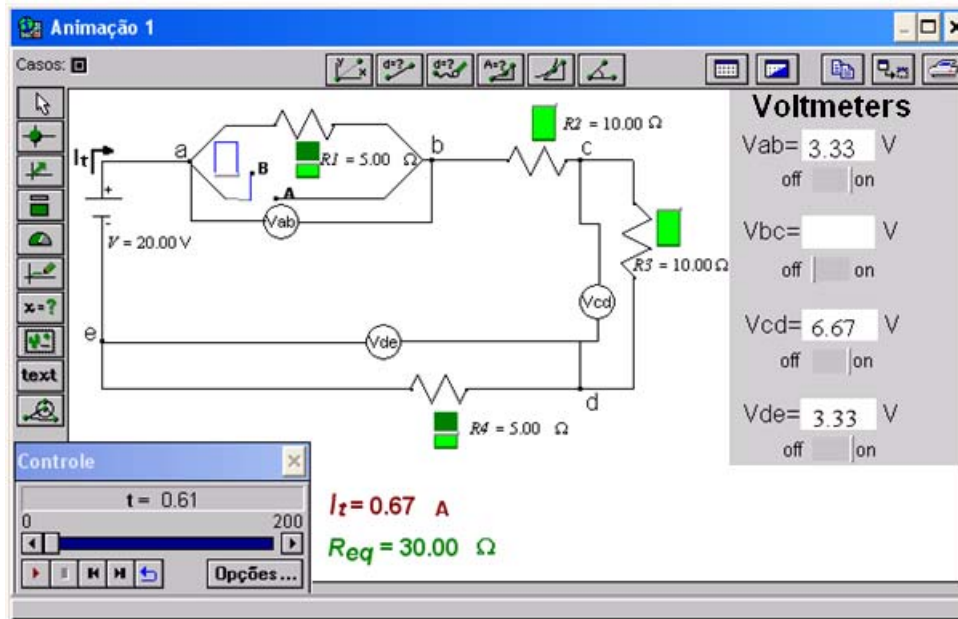 Animação 1
Casos:
y x d=? d=? A=?
x=?
text
Voltmeters
Vab= 3.33 V
off on
Vbc= V
off on
Vcd= 6.67 V
off on
Vde= 3.33 V
off on
It
a
b
c
B
A
R1 = 5.00 Ω
R2 = 10.00 Ω
Vab
+
-
V = 20.00 V
R3 = 10.00 Ω
Vcd
e
Vde
d
R4 = 5.00 Ω
Controle
t = 0.61
0 200
Opções...
It = 0.67 A
Req = 30.00 Ω